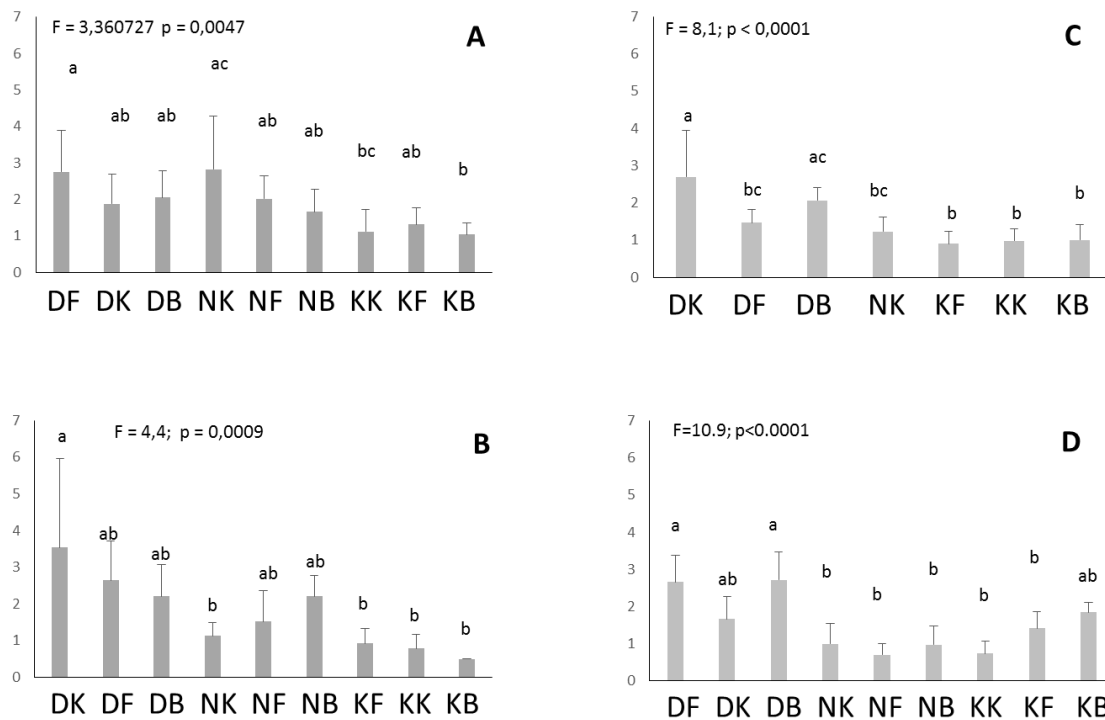 F = 3,360727 p = 0,0047
A
7
6
5
4
3
2
1
0
a
ab
ab
ac
ab
ab
bc
ab
b
DF DK DB NK NF NB KK KF KB
F = 8,1; p < 0,0001
C
7
6
5
4
3
2
1
0
a
bc
ac
bc
b
b
b
DK DF DB NK KF KK KB
F = 4,4; p = 0,0009
B
7
6
5
4
3
2
1
0
a
ab
ab
b
ab
ab
b
b
b
DK DF DB NK NF NB KF KK KB
F=10.9; p<0.0001
D
7
6
5
4
3
2
1
0
a
ab
a
b
b
b
b
b
ab
DF DK DB NK NF NB KK KF KB